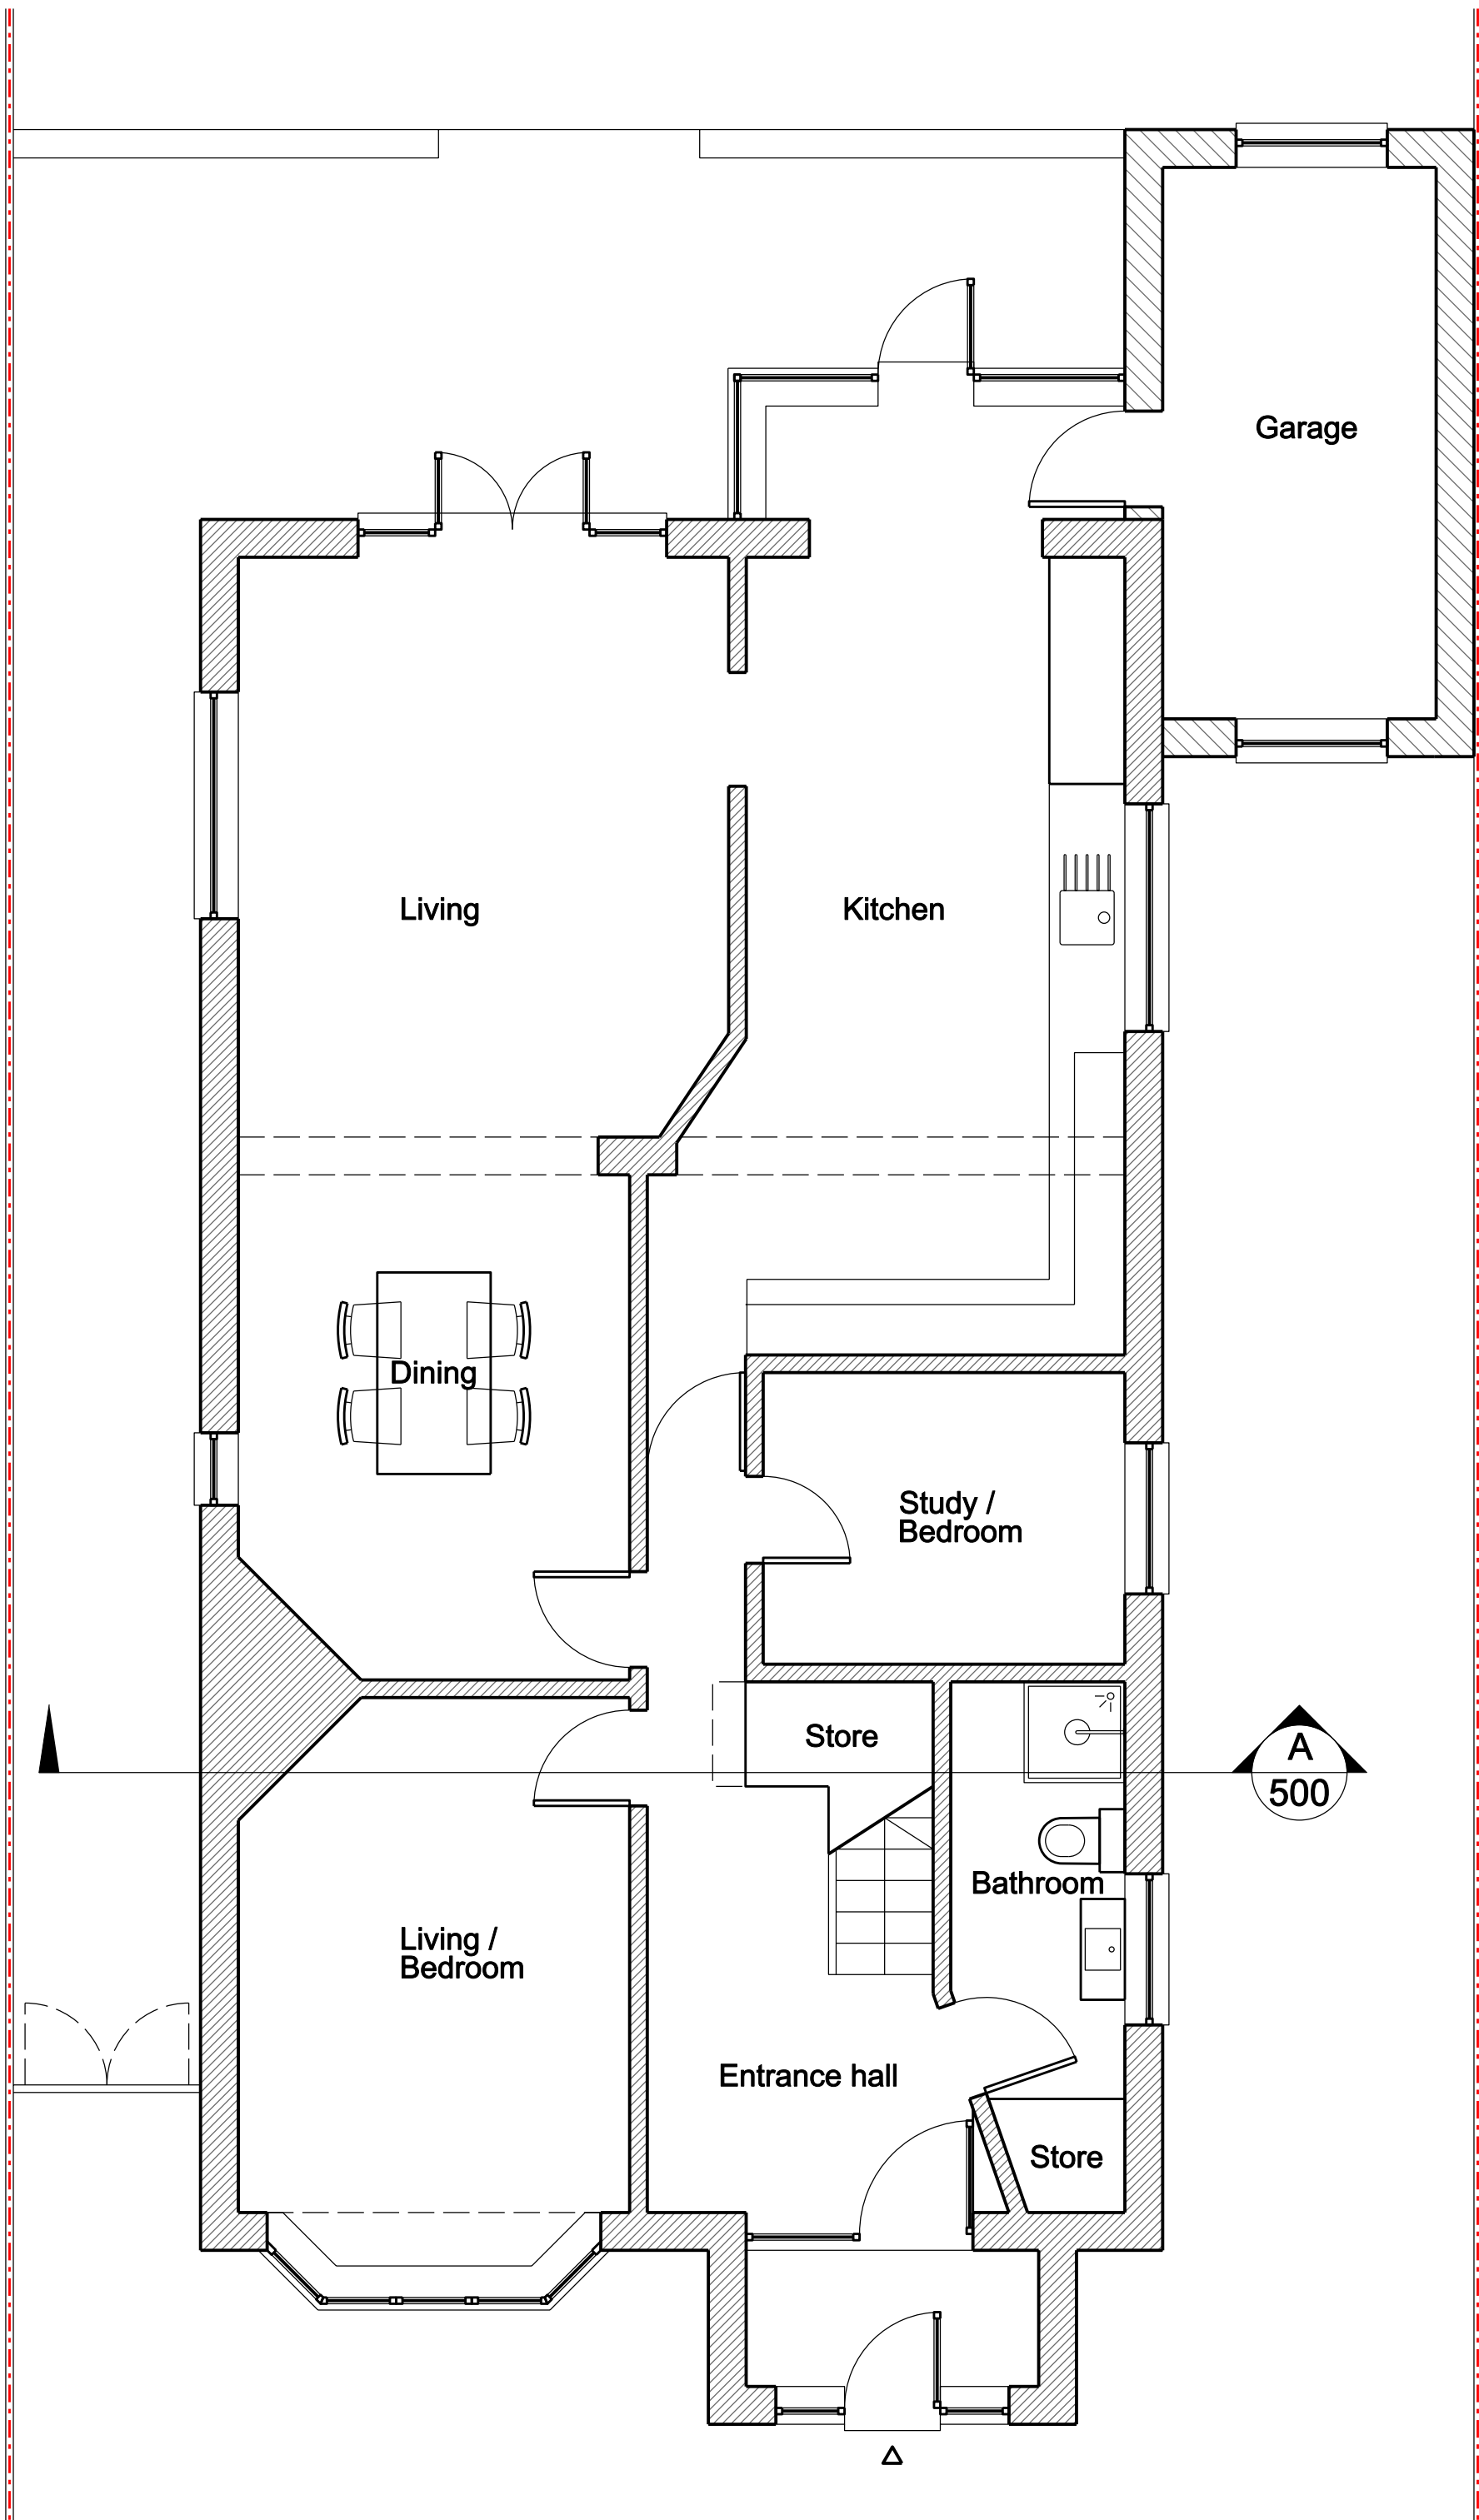 Garage
Living
Kitchen
Dining
Study /
Bedroom
Store
A
500
Bathroom
Living /
Bedroom
Entrance hall
Store